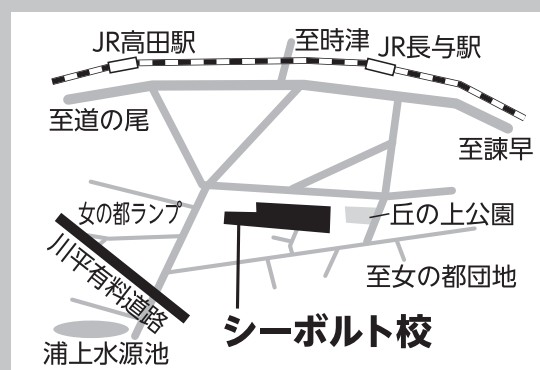 JR高田駅
至時津
JR長与駅
至道の尾
至諫早
女の都ランプ
丘の上公園
川平有料道路
至女の都団地
シーボルト校
浦上水源池